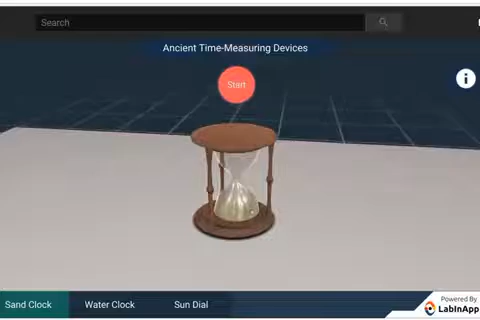 Search
Ancient Time-Measuring Devices
Start
i
Sand Clock
Water Clock
Sun Dial
Powered By
LabInApp